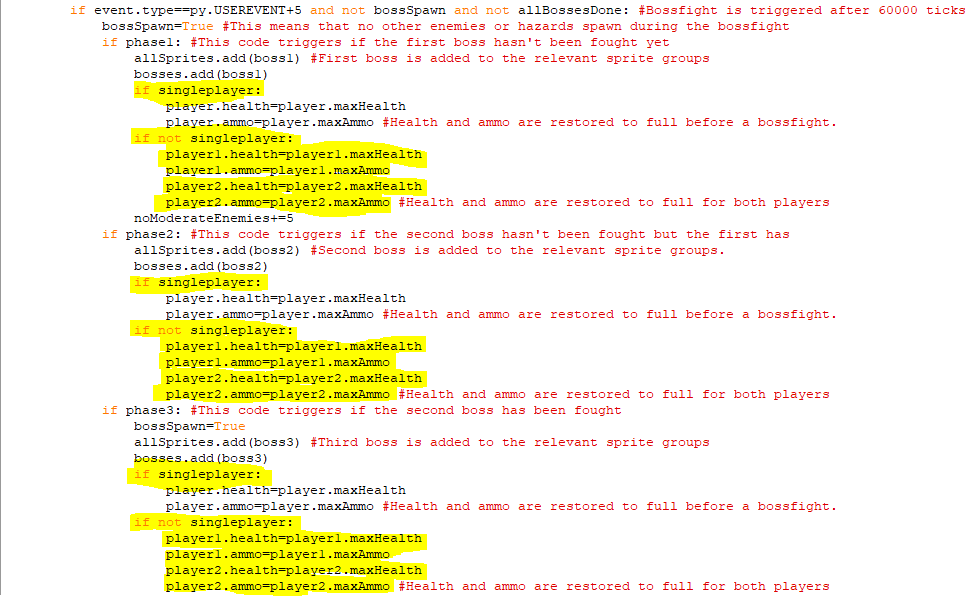 if event.type==py.USEREVENT+5 and not bossSpawn and not allBossesDone: #Bossfight is triggered after 60000 ticks
bossSpawn=True #This means that no other enemies or hazards spawn during the bossfight
if phase1: #This code triggers if the first boss hasn't been fought yet
allSprites.add(boss1) #First boss is added to the relevant sprite groups
bosses.add(boss1)
if singleplayer:
player.health=player.maxHealth
player.ammo=player.maxAmmo #Health and ammo are restored to full before a bossfight.
if not singleplayer:
player1.health=player1.maxHealth
player1.ammo=player1.maxAmmo
player2.health=player2.maxHealth
player2.ammo=player2.maxAmmo #Health and ammo are restored to full for both players
noModerateEnemies+=5
if phase2: #This code triggers if the second boss hasn't been fought but the first has
allSprites.add(boss2) #Second boss is added to the relevant sprite groups.
bosses.add(boss2)
if singleplayer:
player.health=player.maxHealth
player.ammo=player.maxAmmo #Health and ammo are restored to full before a bossfight.
if not singleplayer:
player1.health=player1.maxHealth
player1.ammo=player1.maxAmmo
player2.health=player2.maxHealth
player2.ammo=player2.maxAmmo #Health and ammo are restored to full for both players
if phase3: #This code triggers if the second boss has been fought
bossSpawn=True
allSprites.add(boss3) #Third boss is added to the relevant sprite groups
bosses.add(boss3)
if singleplayer:
player.health=player.maxHealth
player.ammo=player.maxAmmo #Health and ammo are restored to full before a bossfight.
if not singleplayer:
player1.health=player1.maxHealth
player1.ammo=player1.maxAmmo
player2.health=player2.maxHealth
player2.ammo=player2.maxAmmo #Health and ammo are restored to full for both players